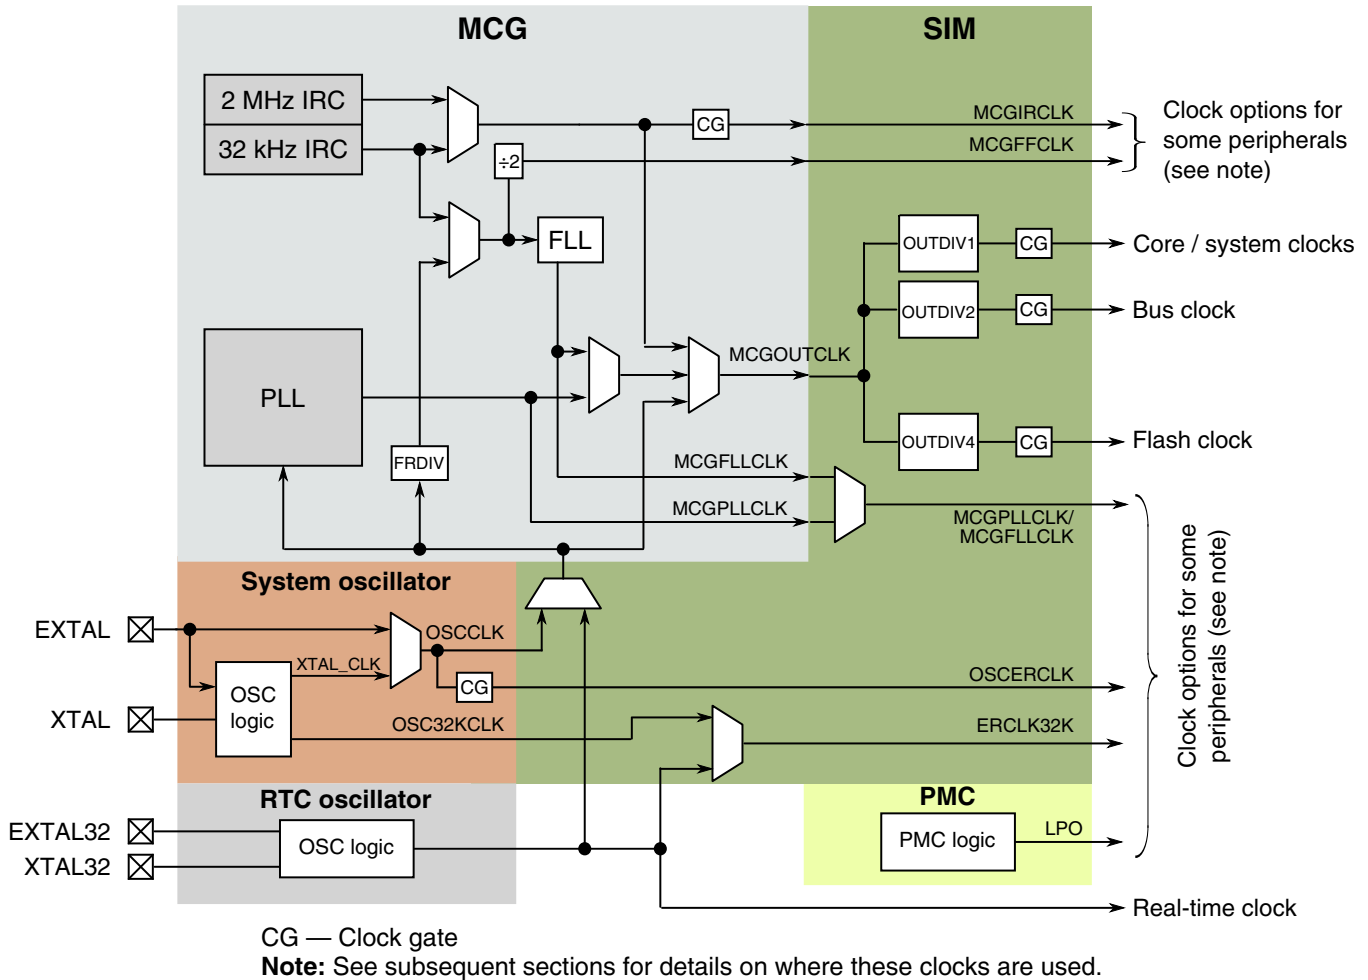 MCG
SIM
2 MHz IRC
32 kHz IRC
CG
MCGIRCLK
MCGFFCLK
Clock options for
some peripherals
(see note)
÷2
FLL
OUTDIV1
CG
Core / system clocks
OUTDIV2
CG
Bus clock
PLL
MCGOUTCLK
OUTDIV4
CG
Flash clock
FRDIV
MCGFLLCLK
MCGPLLCLK
MCGPLLCLK/
MCGFLLCLK
Clock options for some
peripherals (see note)
System oscillator
EXTAL
OSCCLK
XTAL_CLK
OSC
logic
CG
OSCERCLK
XTAL
OSC32KCLK
ERCLK32K
RTC oscillator
PMC
EXTAL32
XTAL32
OSC logic
PMC logic
LPO
Real-time clock
CG — Clock gate
Note: See subsequent sections for details on where these clocks are used.